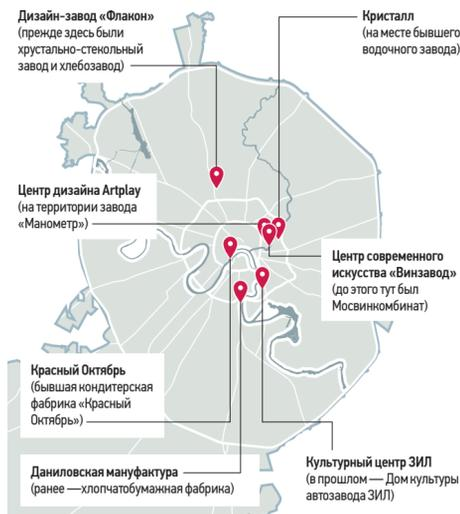 Дизайн-завод «Флакон»
(прежде здесь были
хрустально-стекольный
завод и хлебозавод)
Кристалл
(на месте бывшего
водочного завода)
Центр дизайна Artplay
(на территории завода
«Манометр»)
Центр современного
искусства «Винзавод»
(до этого тут был
Мосвинкомбинат)
Красный Октябрь
(бывшая кондитерская
фабрика «Красный
Октябрь»)
Даниловская мануфактура
(ранее —хлопчатобумажная фабрика)
Культурный центр ЗИЛ
(в прошлом — Дом культуры
автозавода ЗИЛ)